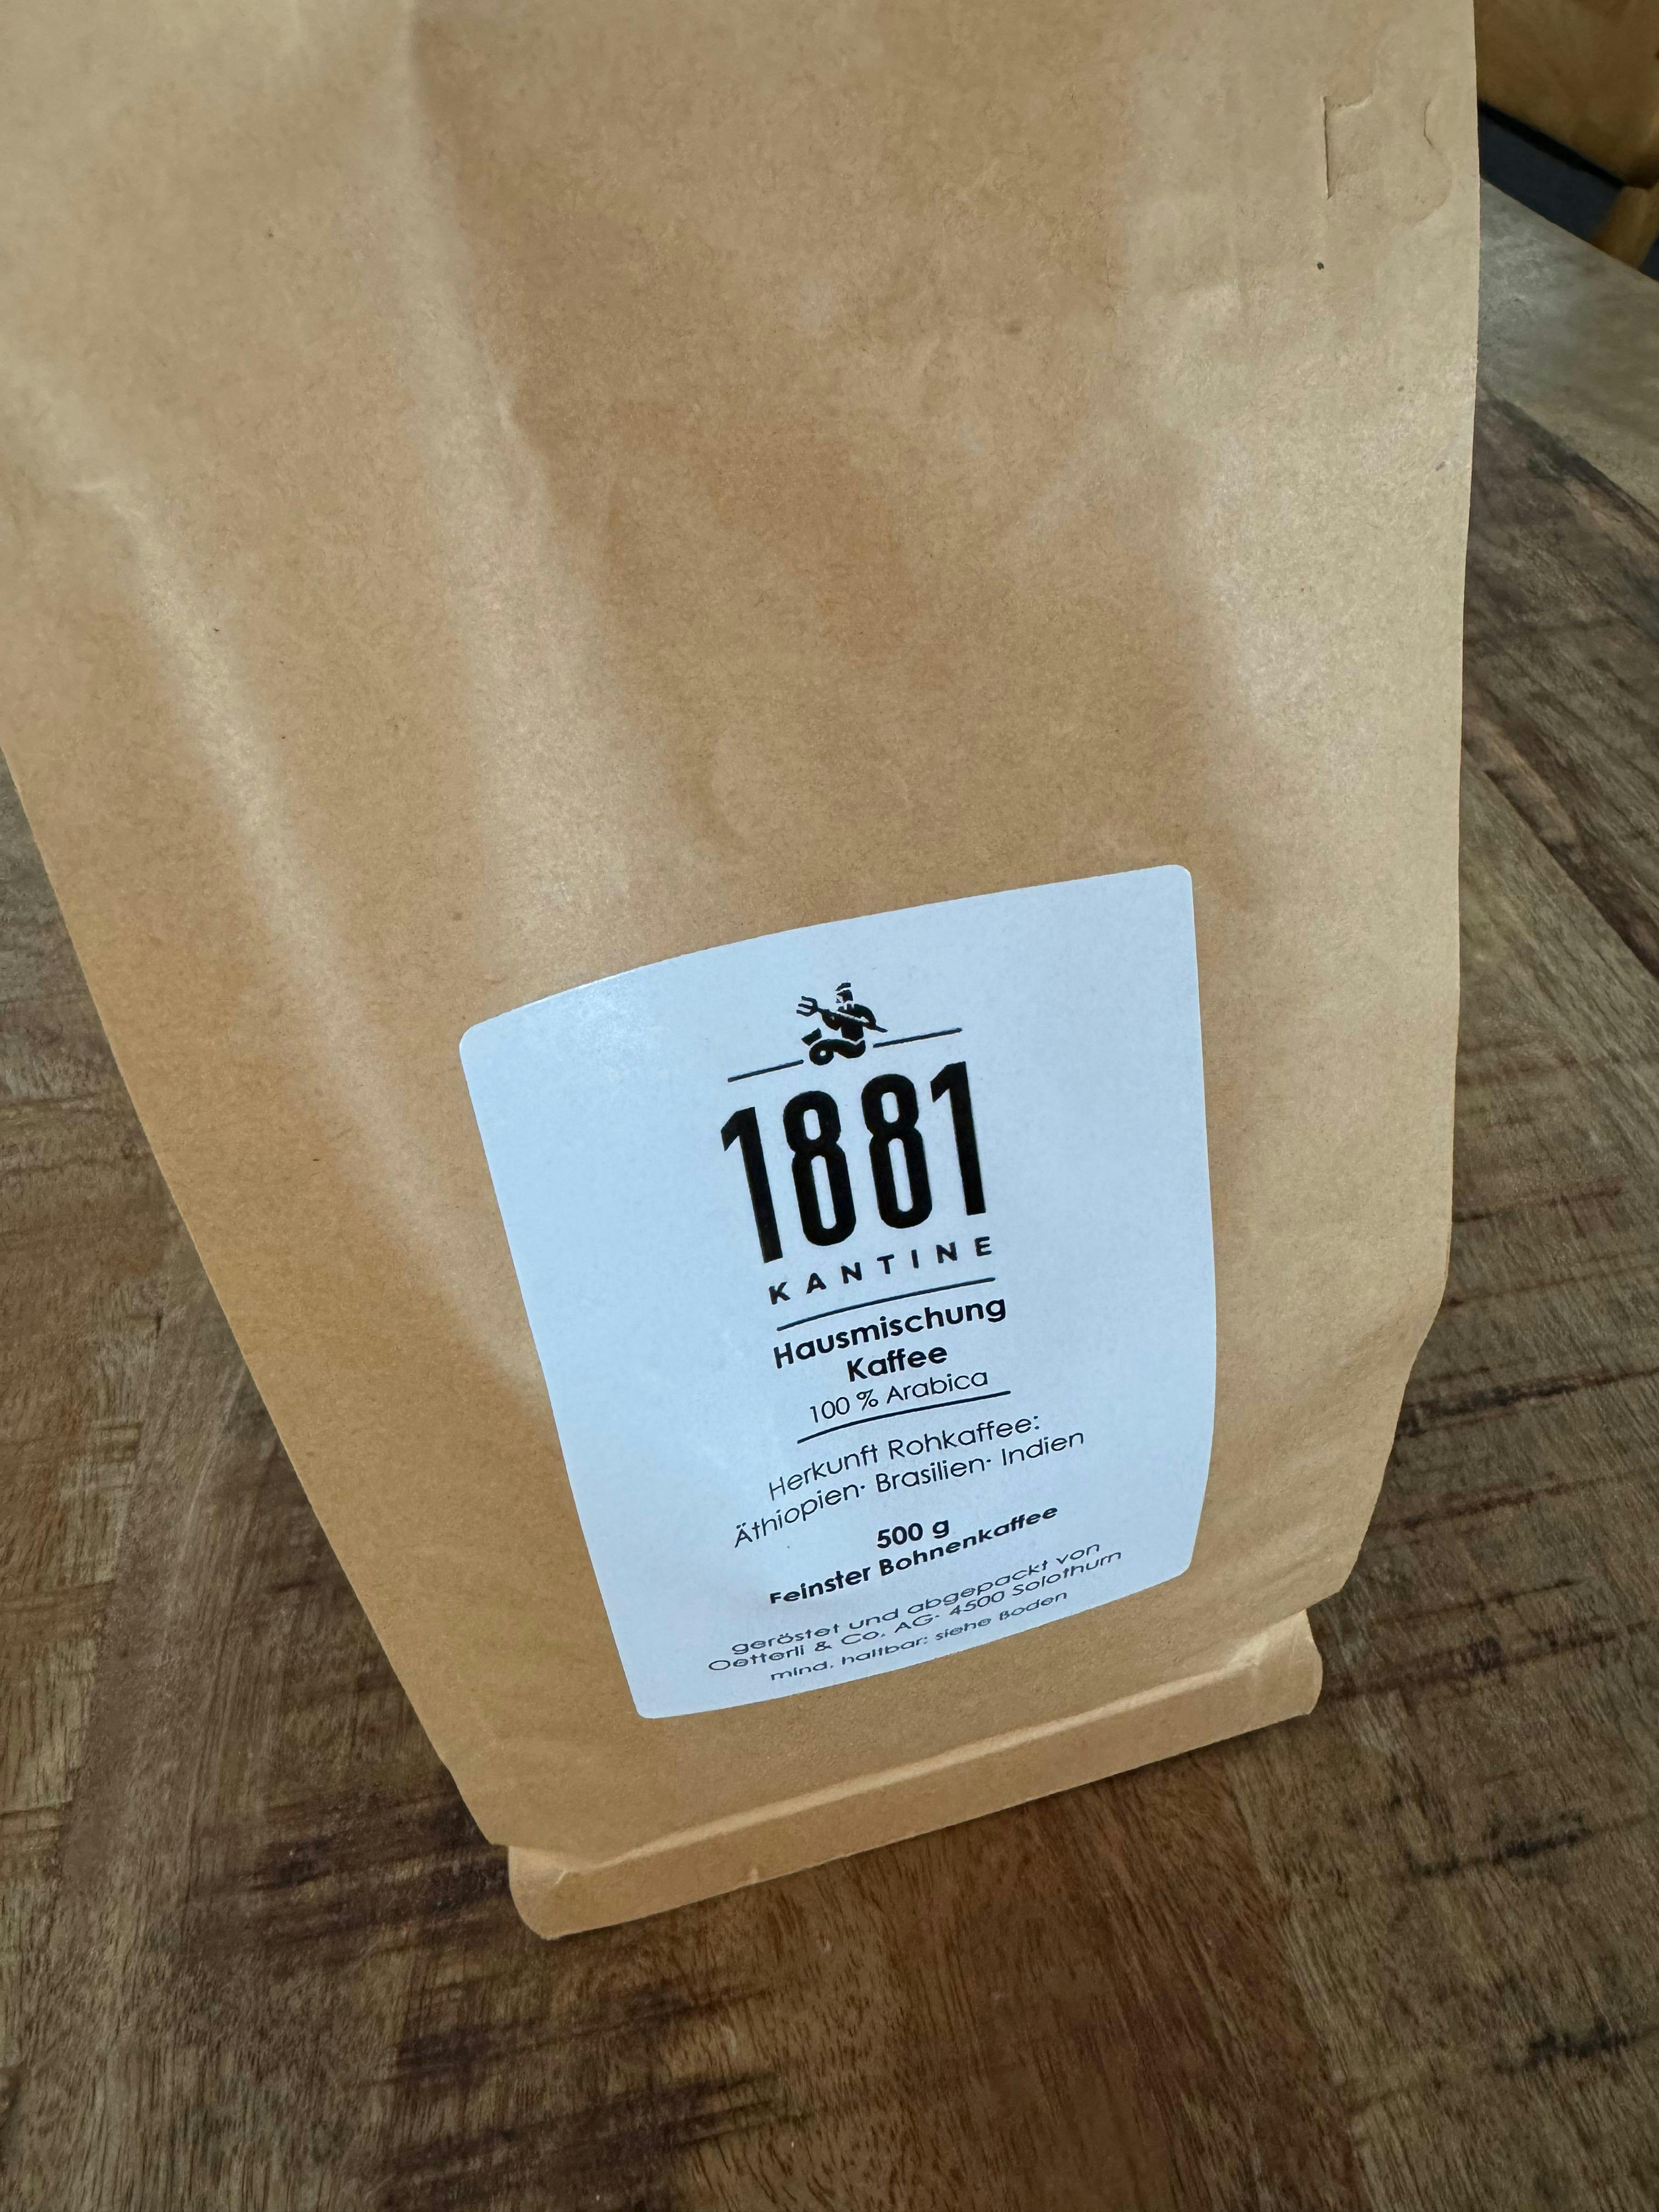 1881
KANTINE
Hausmischung
Kaffee
100 % Arabica
Herkunft Rohkaffee:
Äthiopien· Brasilien· Indien
500 g
Feinster Bohnenkaffee
geröstet und abgepackt von
Oetterli & Co. AG· 4500 Solothurn
mind. haltbar: siehe Boden